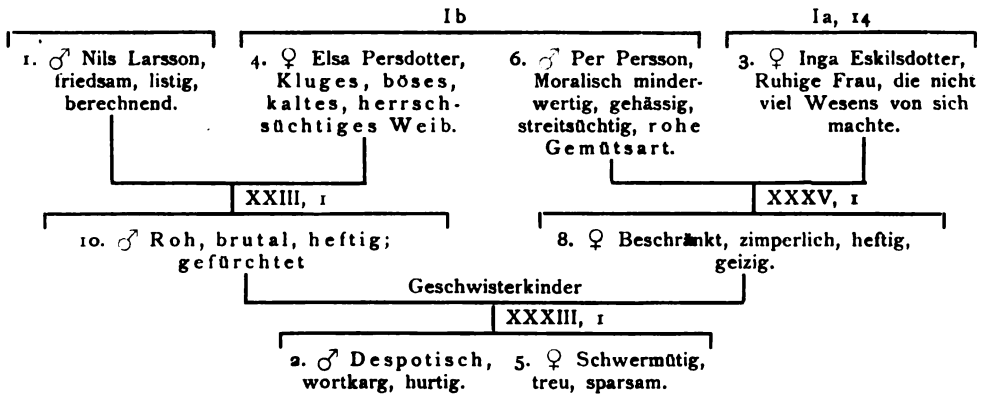 Ib Ia, 14
1. ♂ Nils Larsson, 4. ♀ Elsa Persdotter, 6. ♂ Per Persson, 3. ♀ Inga Eskilsdotter,
friedsam, listig, Kluges, böses, Moralisch minder- Ruhige Frau, die nicht
berechnend. kaltes, herrsch- wertig, gehässig, viel Wesens von sich
süchtiges Weib. streitsüchtig, rohe machte.
Gemütsart.
XXIII, 1 XXXV, 1
10. ♂ Roh, brutal, heftig; 8. ♀ Beschränkt, zimperlich, heftig,
gefürchtet geizig.
Geschwisterkinder
XXXIII, 1
2. ♂ Despotisch, 5. ♀ Schwermütig,
wortkarg, hurtig. treu, sparsam.